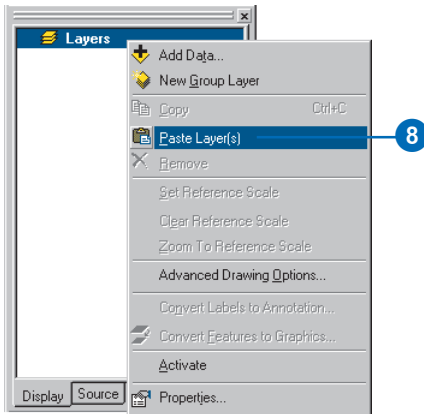 Layers
Add Data...
New Group Layer
Copy Ctrl+C
Paste Layer(s)
8
Remove
Set Reference Scale
Clear Reference Scale
Zoom To Reference Scale
Advanced Drawing Options...
Convert Labels to Annotation...
Convert Features to Graphics...
Activate
Display Source
Properties...